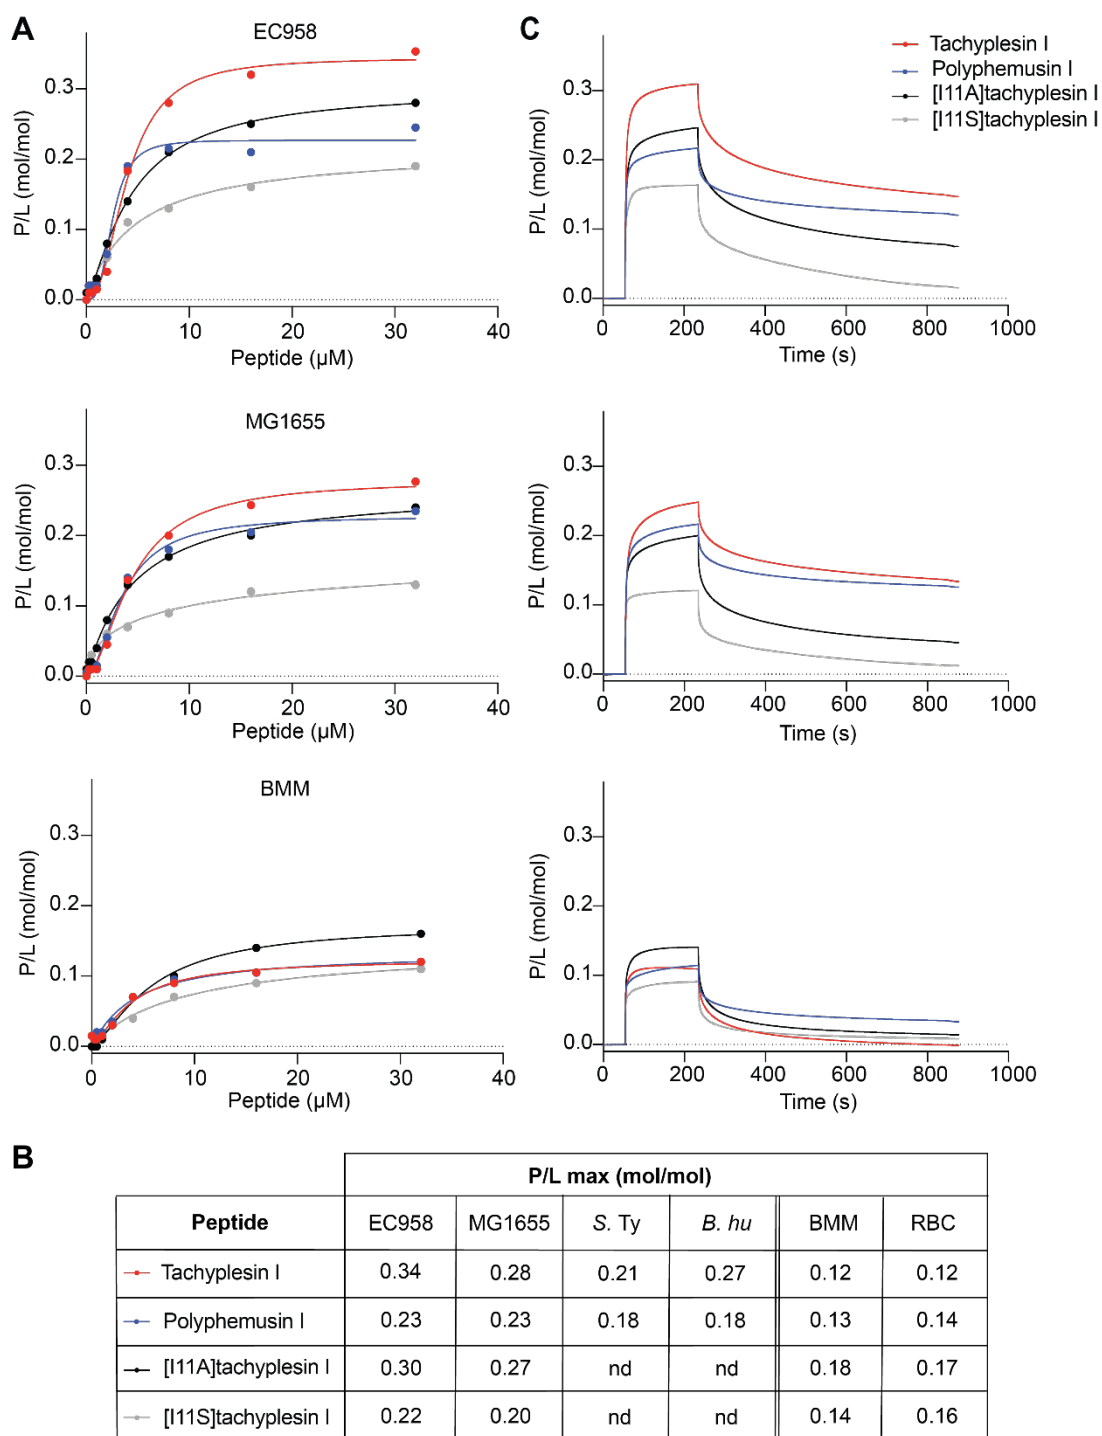 A
EC958
0.3
0.2
0.1
0.0
P/L (mol/mol)
0
10
20
30
40
Peptide (µM)
C
Tachyplesin I
Polyphemusin I
[I11A]tachyplesin I
[I11S]tachyplesin I
0.3
0.2
0.1
0.0
P/L (mol/mol)
0
200
400
600
800
1000
Time (s)
MG1655
0.3
0.2
0.1
0.0
P/L (mol/mol)
0
10
20
30
40
Peptide (µM)
0.3
0.2
0.1
0.0
P/L (mol/mol)
0
200
400
600
800
1000
Time (s)
BMM
0.3
0.2
0.1
0.0
P/L (mol/mol)
0
10
20
30
40
Peptide (µM)
0.3
0.2
0.1
0.0
P/L (mol/mol)
0
200
400
600
800
1000
Time (s)
B
P/L max (mol/mol)
Peptide EC958 MG1655 S. Ty B. hu BMM RBC
Tachyplesin I 0.34 0.28 0.21 0.27 0.12 0.12
Polyphemusin I 0.23 0.23 0.18 0.18 0.13 0.14
[I11A]tachyplesin I 0.30 0.27 nd nd 0.18 0.17
[I11S]tachyplesin I 0.22 0.20 nd nd 0.14 0.16